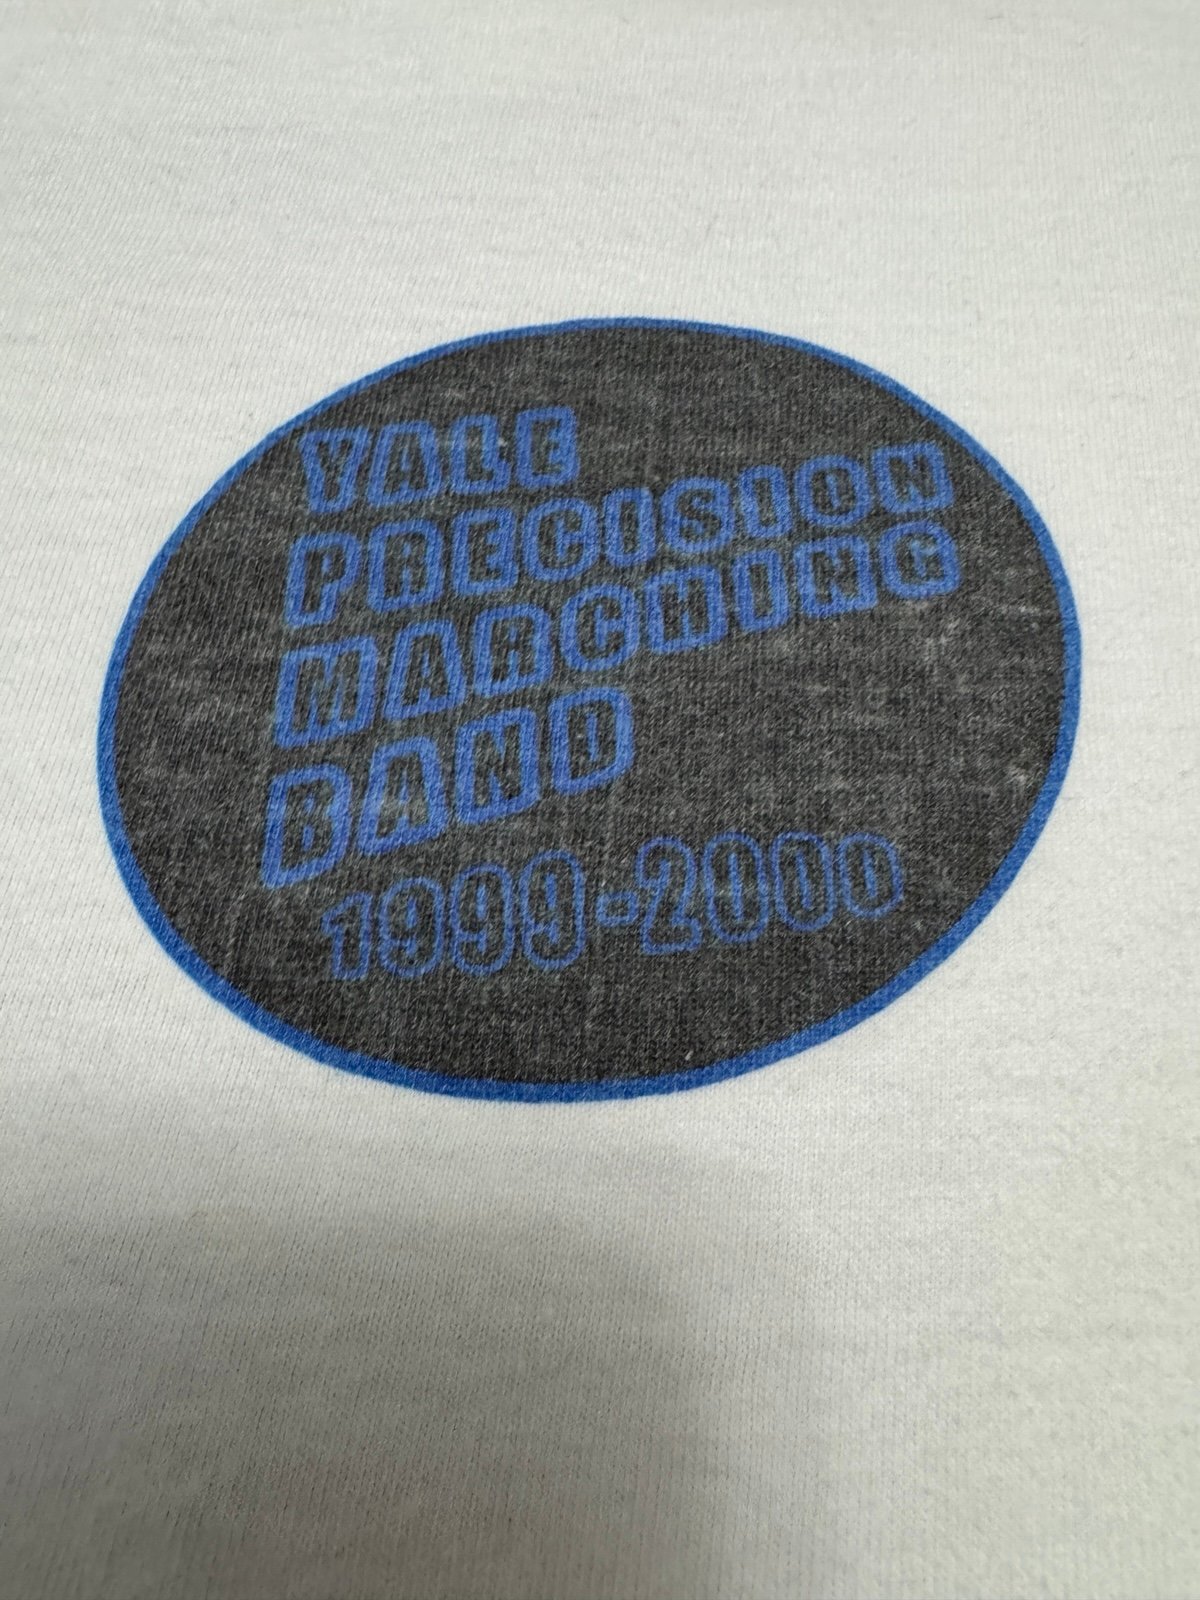 YALE
PRECISION
MARCHING
BAND
1999-2000